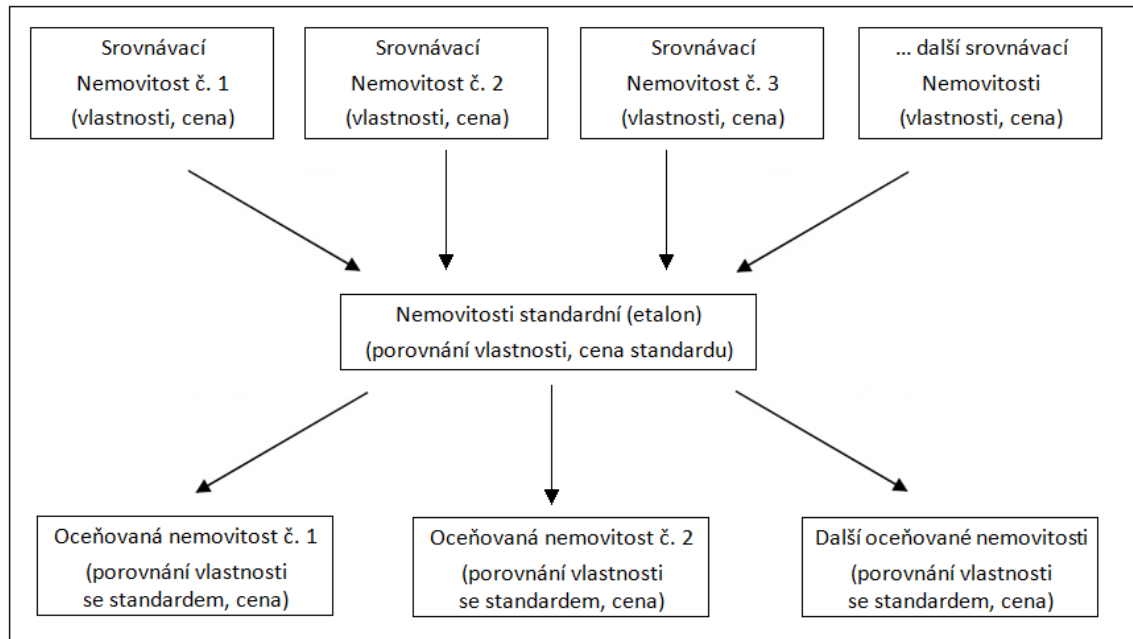 Srovnávací
Nemovitost č. 1
(vlastnosti, cena)
Srovnávací
Nemovitost č. 2
(vlastnosti, cena)
Srovnávací
Nemovitost č. 3
(vlastnosti, cena)
... další srovnávací
Nemovitosti
(vlastnosti, cena)
Nemovitosti standardní (etalon)
(porovnání vlastnosti, cena standardu)
Oceňovaná nemovitost č. 1
(porovnání vlastnosti
se standardem, cena)
Oceňovaná nemovitost č. 2
(porovnání vlastnosti
se standardem, cena)
Další oceňované nemovitosti
(porovnání vlastnosti
se standardem, cena)